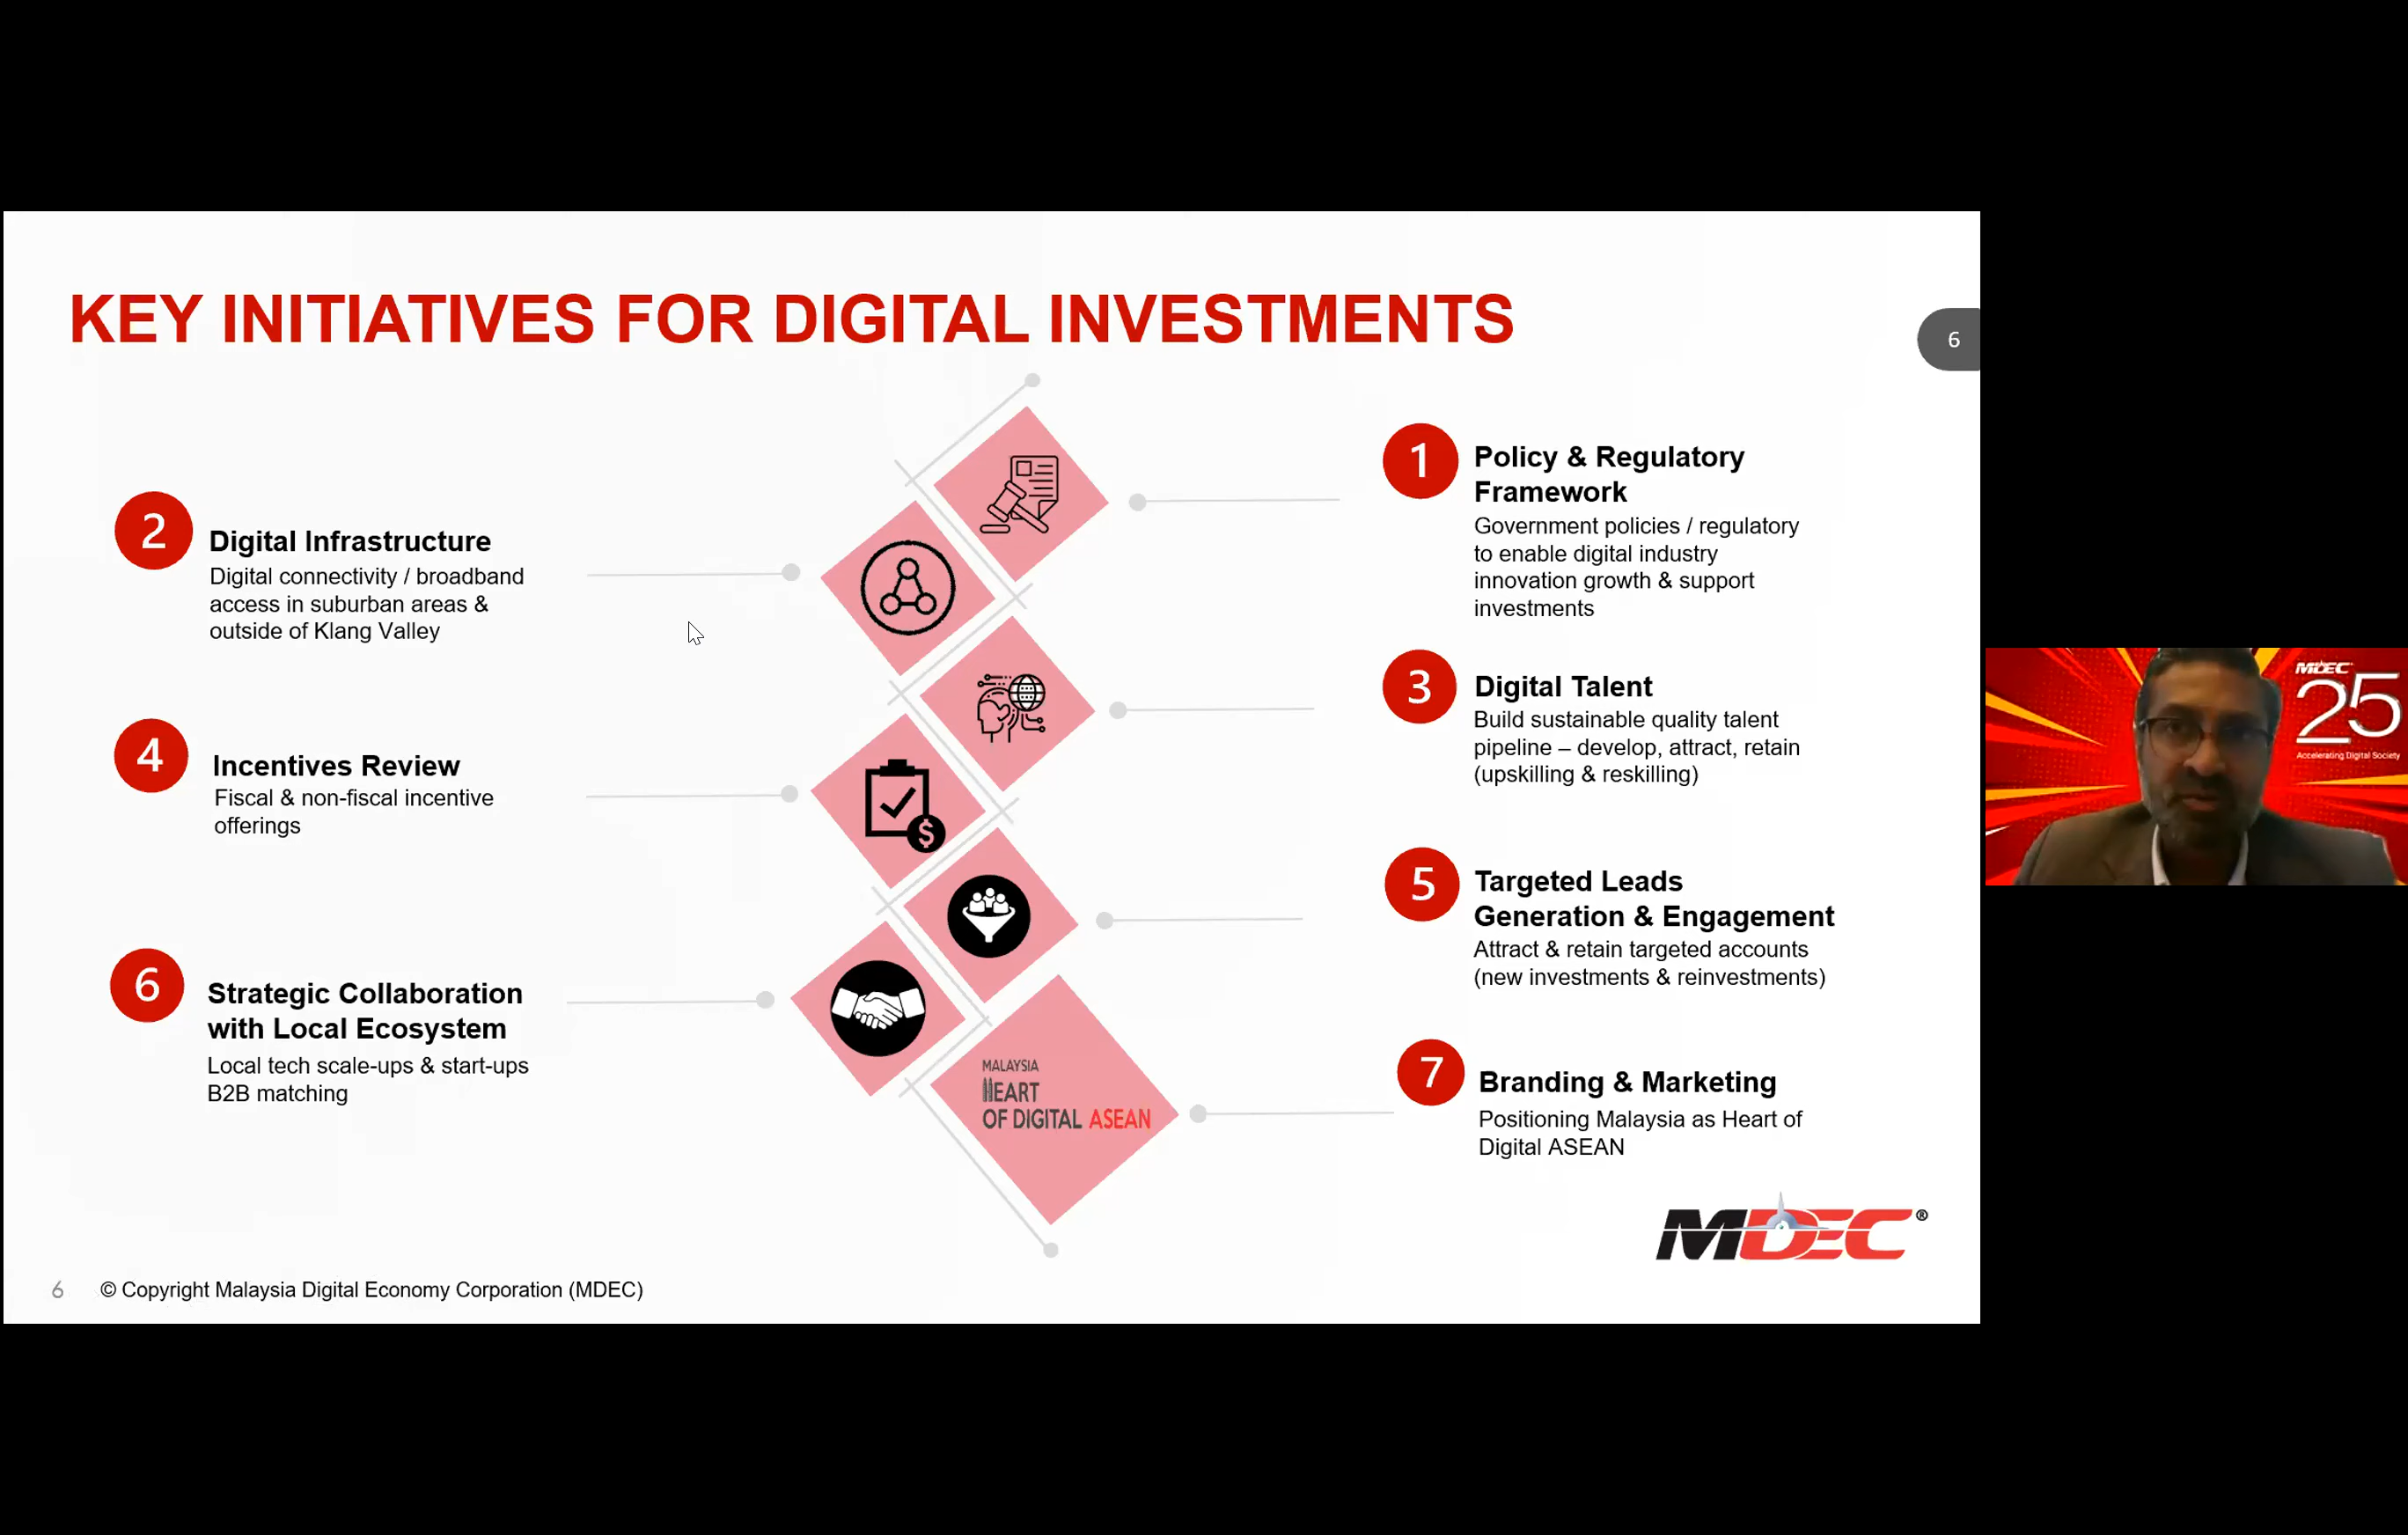 KEY INITIATIVES FOR DIGITAL INVESTMENTS
6
1
Policy & Regulatory
Framework
Government policies / regulatory
to enable digital industry
innovation growth & support
investments
2
Digital Infrastructure
Digital connectivity / broadband
access in suburban areas &
outside of Klang Valley
3
Digital Talent
Build sustainable quality talent
pipeline – develop, attract, retain
(upskilling & reskilling)
4
Incentives Review
Fiscal & non-fiscal incentive
offerings
$
5
Targeted Leads
Generation & Engagement
Attract & retain targeted accounts
(new investments & reinvestments)
6
Strategic Collaboration
with Local Ecosystem
Local tech scale-ups & start-ups
B2B matching
MALAYSIA
HEART
OF DIGITAL ASEAN
7
Branding & Marketing
Positioning Malaysia as Heart of
Digital ASEAN
MDEC®
6 © Copyright Malaysia Digital Economy Corporation (MDEC)
MDEC
25
Accelerating Digital Society